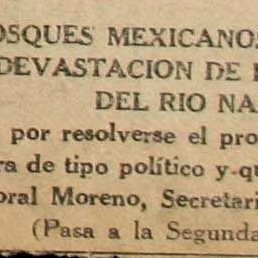 OSQUES MEXICANOS
DEVASTACION DE
DEL RIO NA
por resolverse el pro
ra de tipo político y-qu
oral Moreno, Secretari
(Pasa a la Segunda